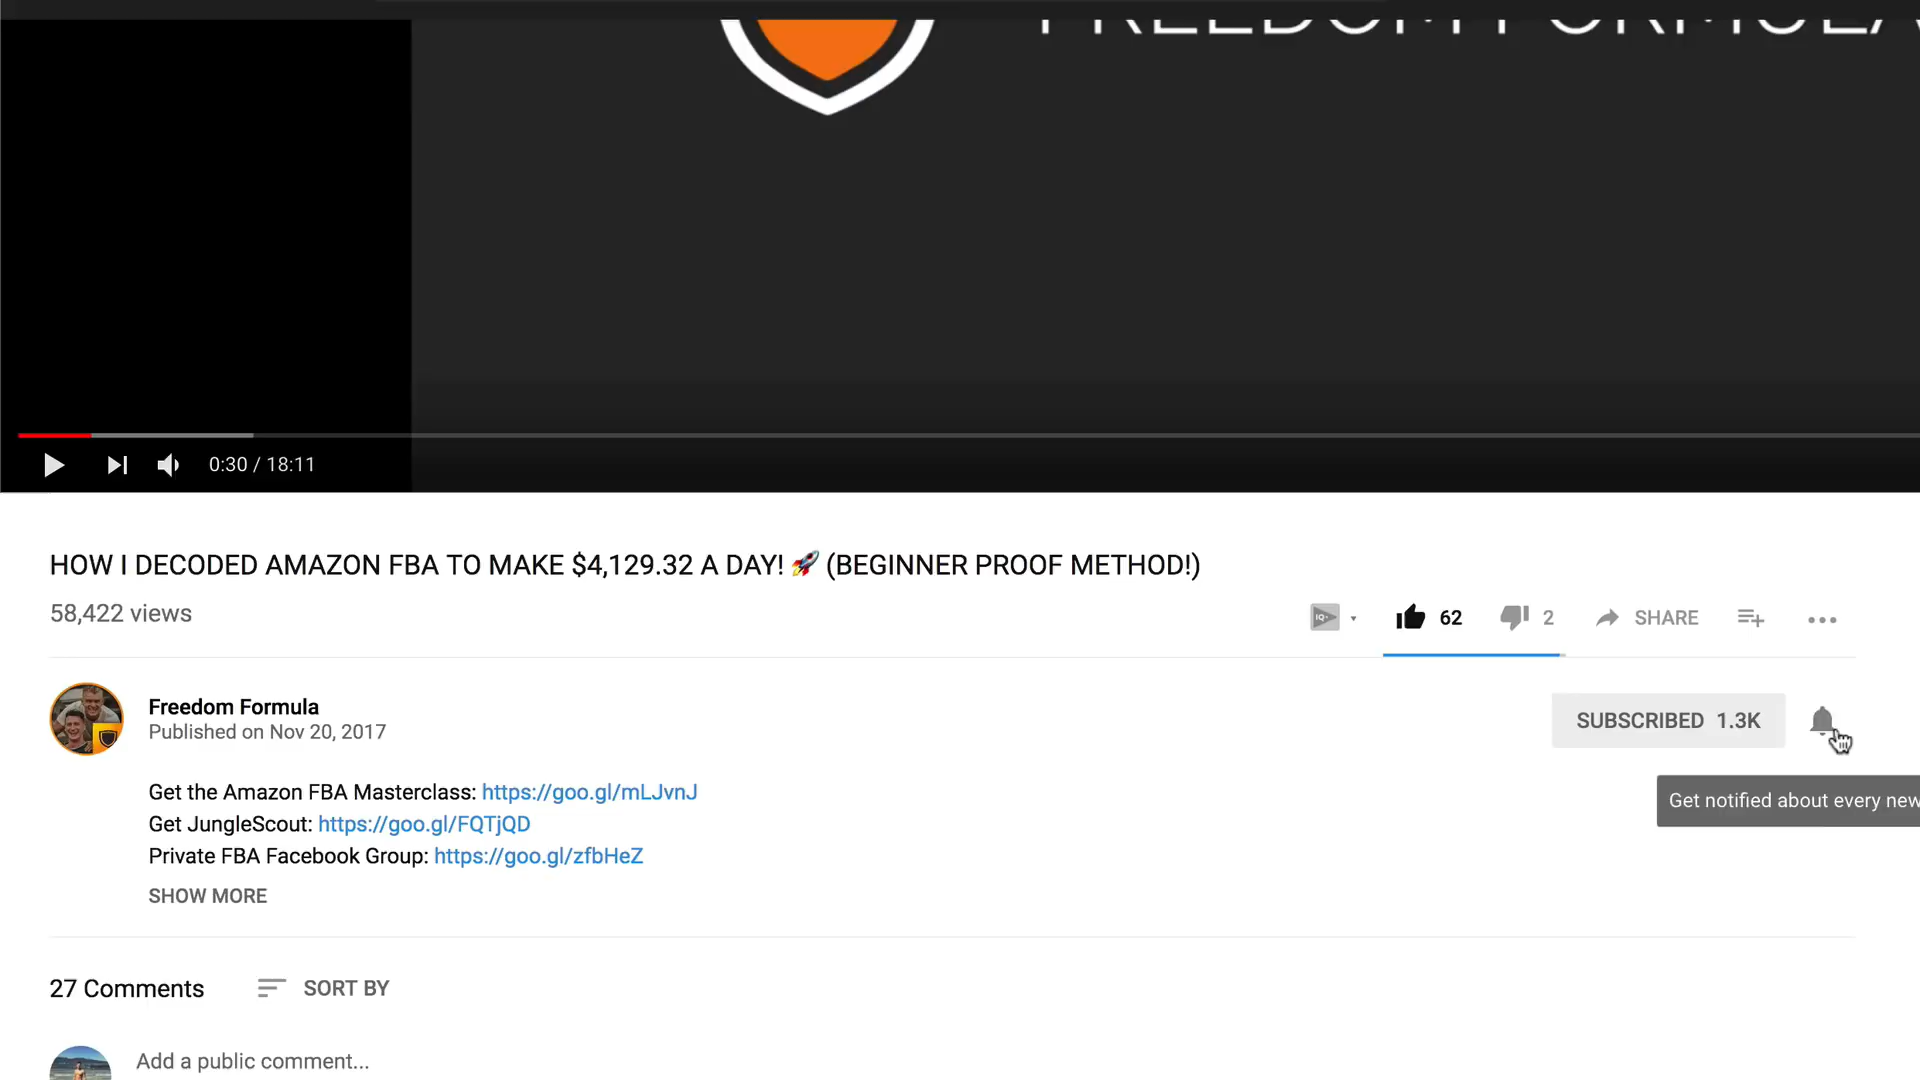 FREEDOM FORMULA
0:30 / 18:11
HOW I DECODED AMAZON FBA TO MAKE $4,129.32 A DAY! 🚀 (BEGINNER PROOF METHOD!)
58,422 views
IQ
62
2
SHARE
Freedom Formula
Published on Nov 20, 2017
SUBSCRIBED 1.3K
Get notified about every new
Get the Amazon FBA Masterclass: https://goo.gl/mLJvnJ
Get JungleScout: https://goo.gl/FQTjQD
Private FBA Facebook Group: https://goo.gl/zfbHeZ
SHOW MORE
27 Comments
SORT BY
Add a public comment...